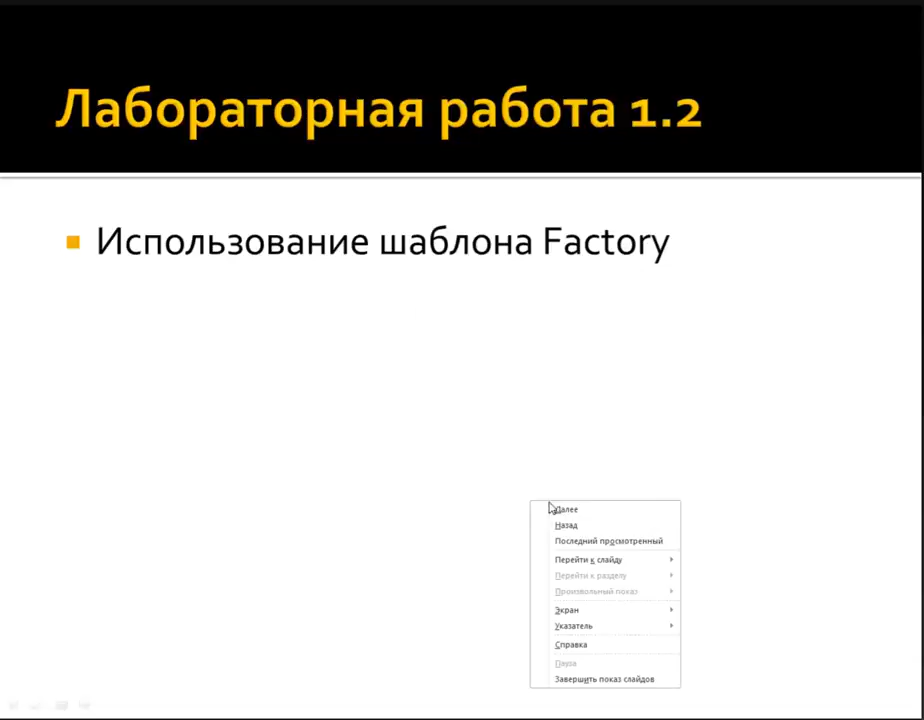 Лабораторная работа 1.2
Использование шаблона Factory
Далее
Назад
Последний просмотренный
Перейти к слайду
Перейти к разделу
Произвольный показ
Экран
Указатель
Справка
Пауза
Завершить показ слайдов